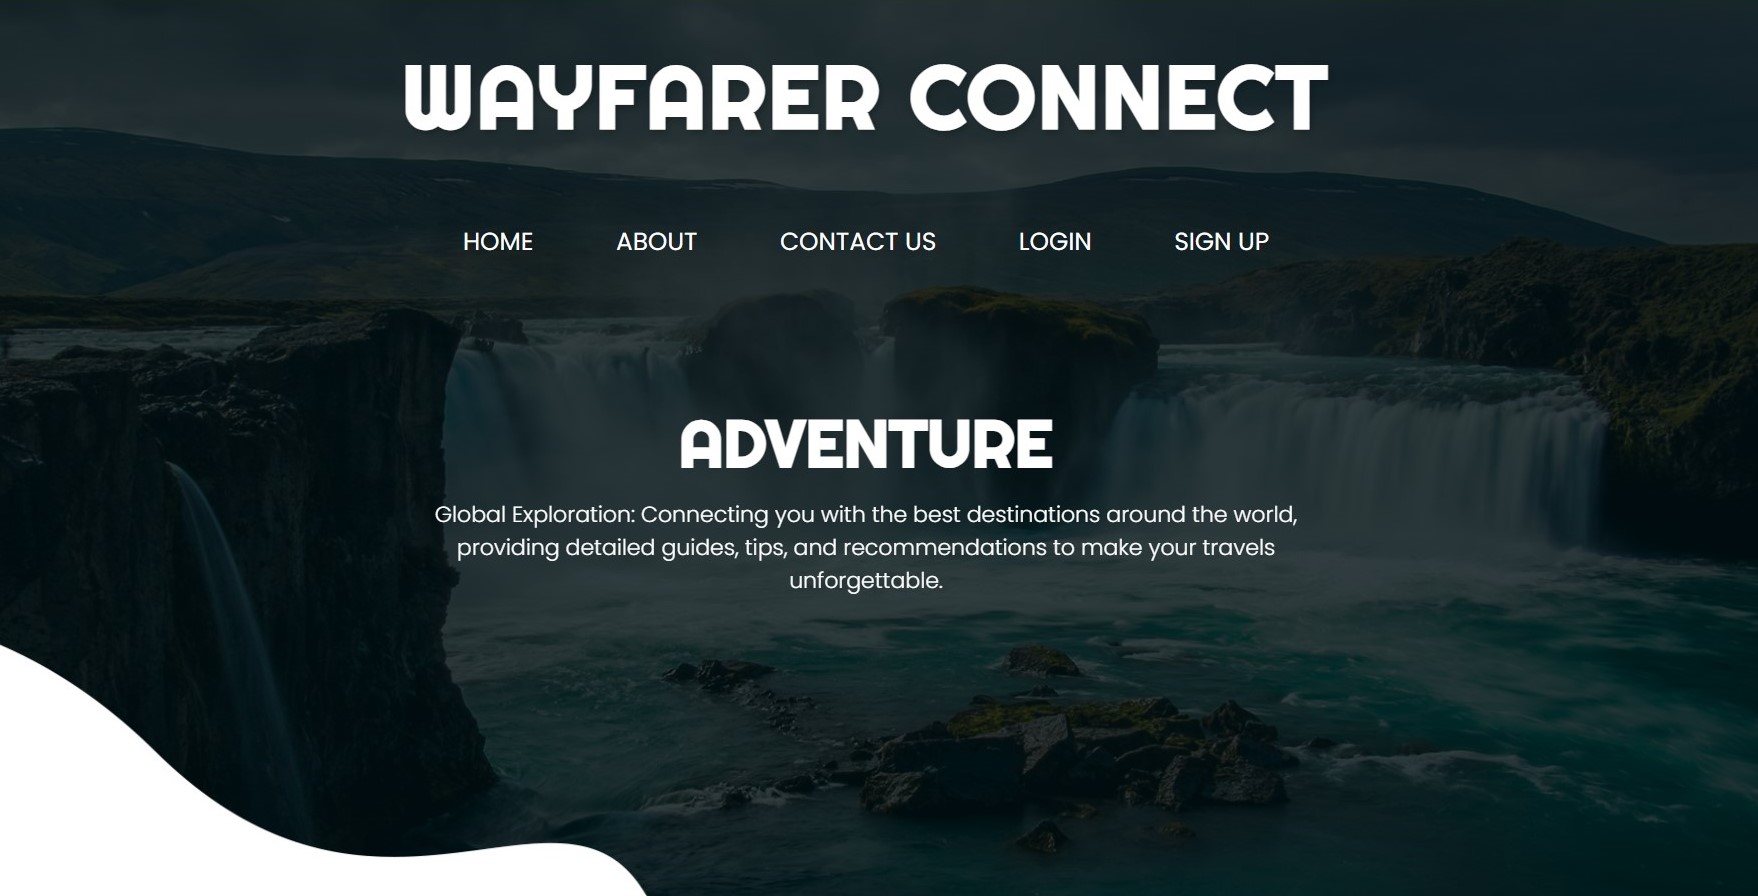 WAYFARER CONNECT
HOME ABOUT CONTACT US LOGIN SIGN UP
ADVENTURE
Global Exploration: Connecting you with the best destinations around the world,
providing detailed guides, tips, and recommendations to make your travels
unforgettable.